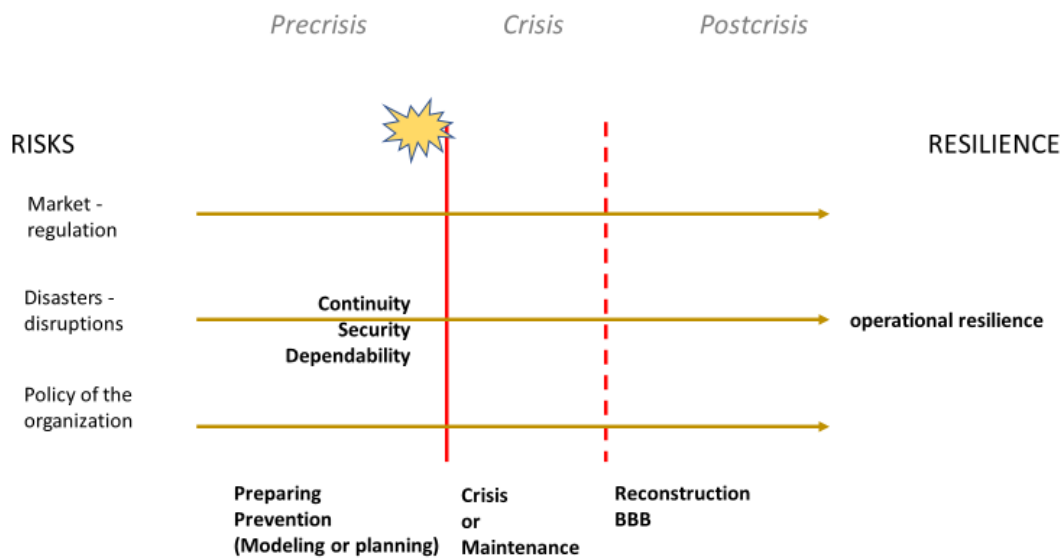 Precrisis
Crisis
Postcrisis
RISKS
RESILIENCE
Market -
regulation
Disasters -
disruptions
Continuity
Security
Dependability
operational resilience
Policy of the
organization
Preparing
Prevention
(Modeling or planning)
Crisis
or
Maintenance
Reconstruction
BBB